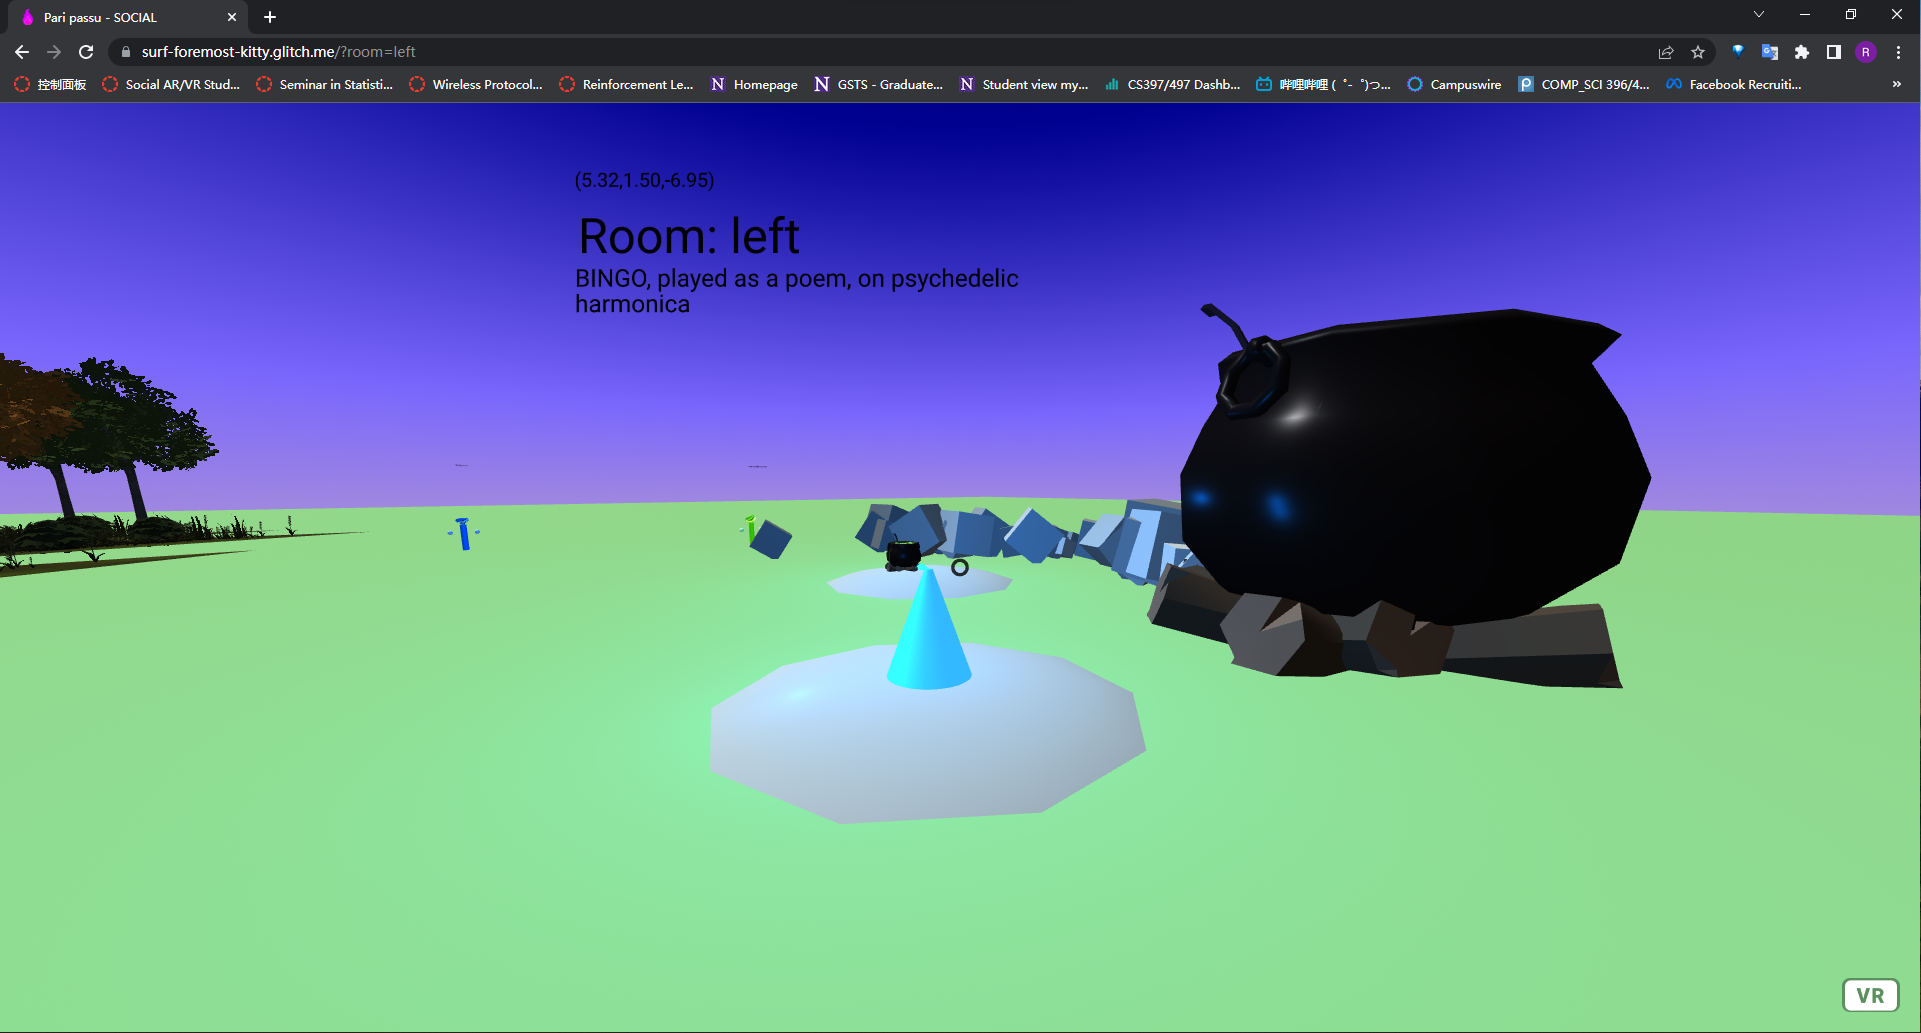 Pari passu - SOCIAL
surf-foremost-kitty.glitch.me/?room=left
R
控制面板
Social AR/VR Stud...
Seminar in Statisti...
Wireless Protocol...
Reinforcement Le...
N Homepage
N GSTS - Graduate...
N Student view my...
CS397/497 Dashb...
哔哩哔哩 (゜-゜)つ...
Campuswire
P COMP_SCI 396/4...
Facebook Recruiti...
»
(5.32,1.50,-6.95)
Room: left
BINGO, played as a poem, on psychedelic
harmonica
VR